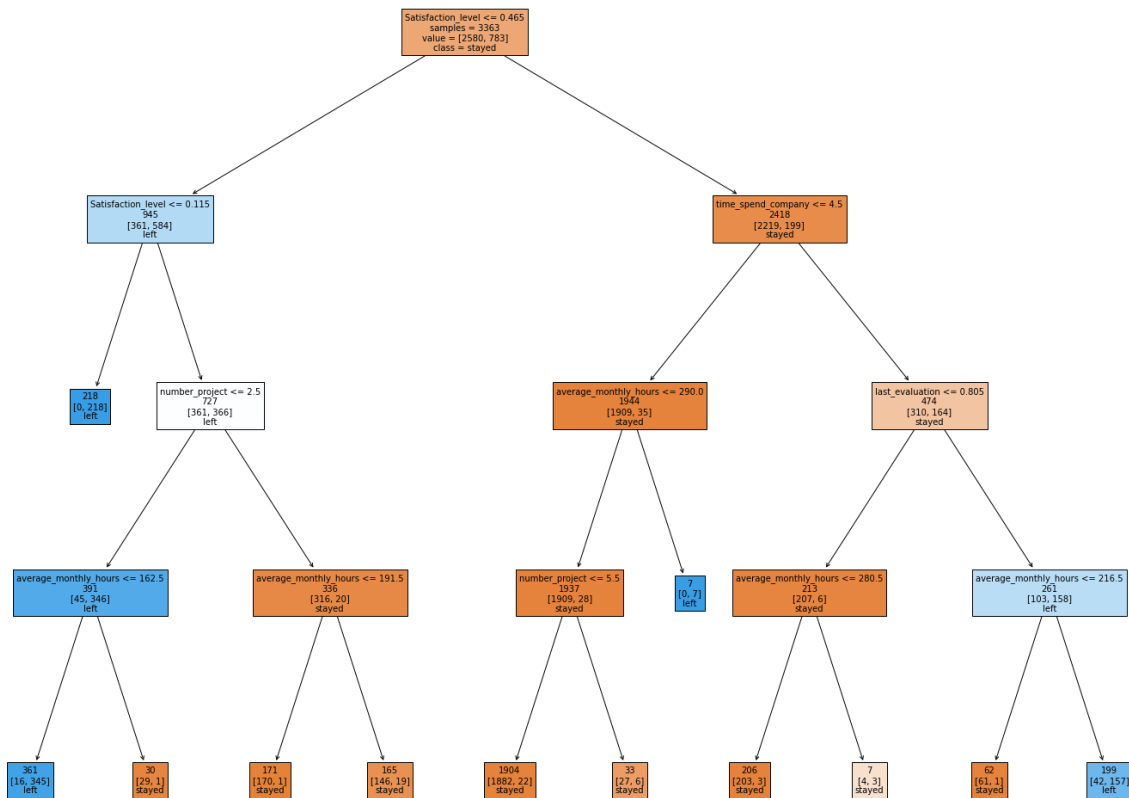 Satisfaction_level <= 0.465
samples = 3363
value = [2580, 783]
class = stayed
Satisfaction_level <= 0.115
945
[361, 584]
left
time_spend_company <= 4.5
2418
[2219, 199]
stayed
218
[0, 218]
left
number_project <= 2.5
727
[361, 366]
left
average_monthly_hours <= 290.0
1944
[1909, 35]
stayed
last_evaluation <= 0.805
474
[310, 164]
stayed
average_monthly_hours <= 162.5
391
[45, 346]
left
average_monthly_hours <= 191.5
336
[316, 20]
stayed
number_project <= 5.5
1937
[1909, 28]
stayed
7
[0, 7]
left
average_monthly_hours <= 280.5
213
[207, 6]
stayed
average_monthly_hours <= 216.5
261
[103, 158]
left
361
[16, 345]
left
30
[29, 1]
stayed
171
[170, 1]
stayed
165
[146, 19]
stayed
1904
[1882, 22]
stayed
33
[27, 6]
stayed
206
[203, 3]
stayed
7
[4, 3]
stayed
62
[61, 1]
stayed
199
[42, 157]
left